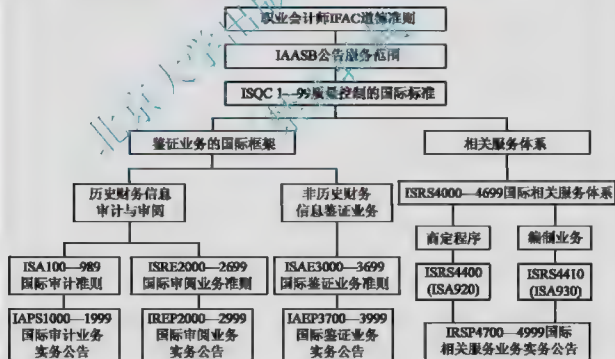 职业会计师IFAC道德准则
IAASB公告服务范围
ISQC 1—99质量控制的国际标准
鉴证业务的国际框架
相关服务体系
历史财务信息
审计与审阅
非历史财务
信息鉴证业务
ISRS4000—4699国际相关服务体系
商定程序
编制业务
ISA100—989
国际审计准则
ISRE2000—2699
国际审阅业务准则
ISAE3000—3699
国际鉴证业务准则
ISRS4400
(ISA920)
ISRS4410
(ISA930)
IAPS1000—1999
国际审计业务
实务公告
IREP2000—2999
国际审阅业务
实务公告
IAEP3700—3999
国际鉴证业务
实务公告
IRSP4700—4999国际
相关服务业务实务公告